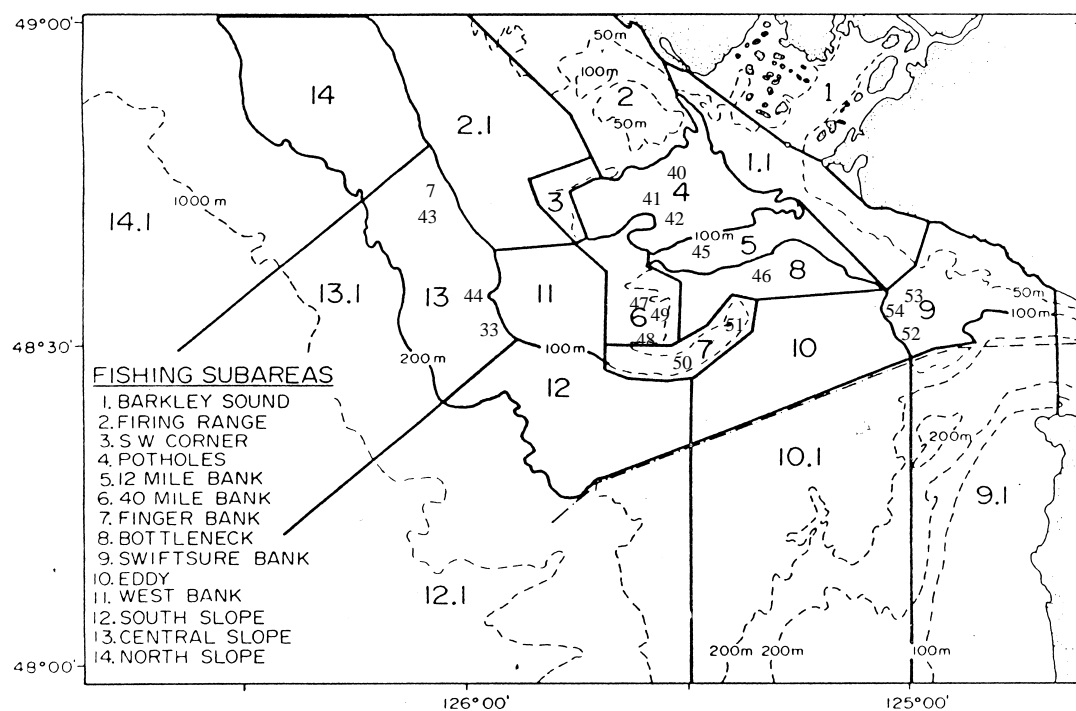 49°00'
50m
16
100m
14
2
1
50m
2.1
1.1
40
7
3
41
4
1000 m
43
42
14.1
100m
45
5
46
8
13.1
13
44
11
47
49
6
53
9
54
50m
100m
33
48
51
52
48°30'
200 m
100m
50
7
10
12
FISHING SUBAREAS
1. BARKLEY SOUND
2. FIRING RANGE
3. S W CORNER
4. POTHOLES
5. 12 MILE BANK
6. 40 MILE BANK
7. FINGER BANK
8. BOTTLENECK
9. SWIFTSURE BANK
10. EDDY
11. WEST BANK
12. SOUTH SLOPE
13. CENTRAL SLOPE
14. NORTH SLOPE
200m
10.1
9.1
12.1
48°00'
200m
200m
100m
126°00'
125°00'